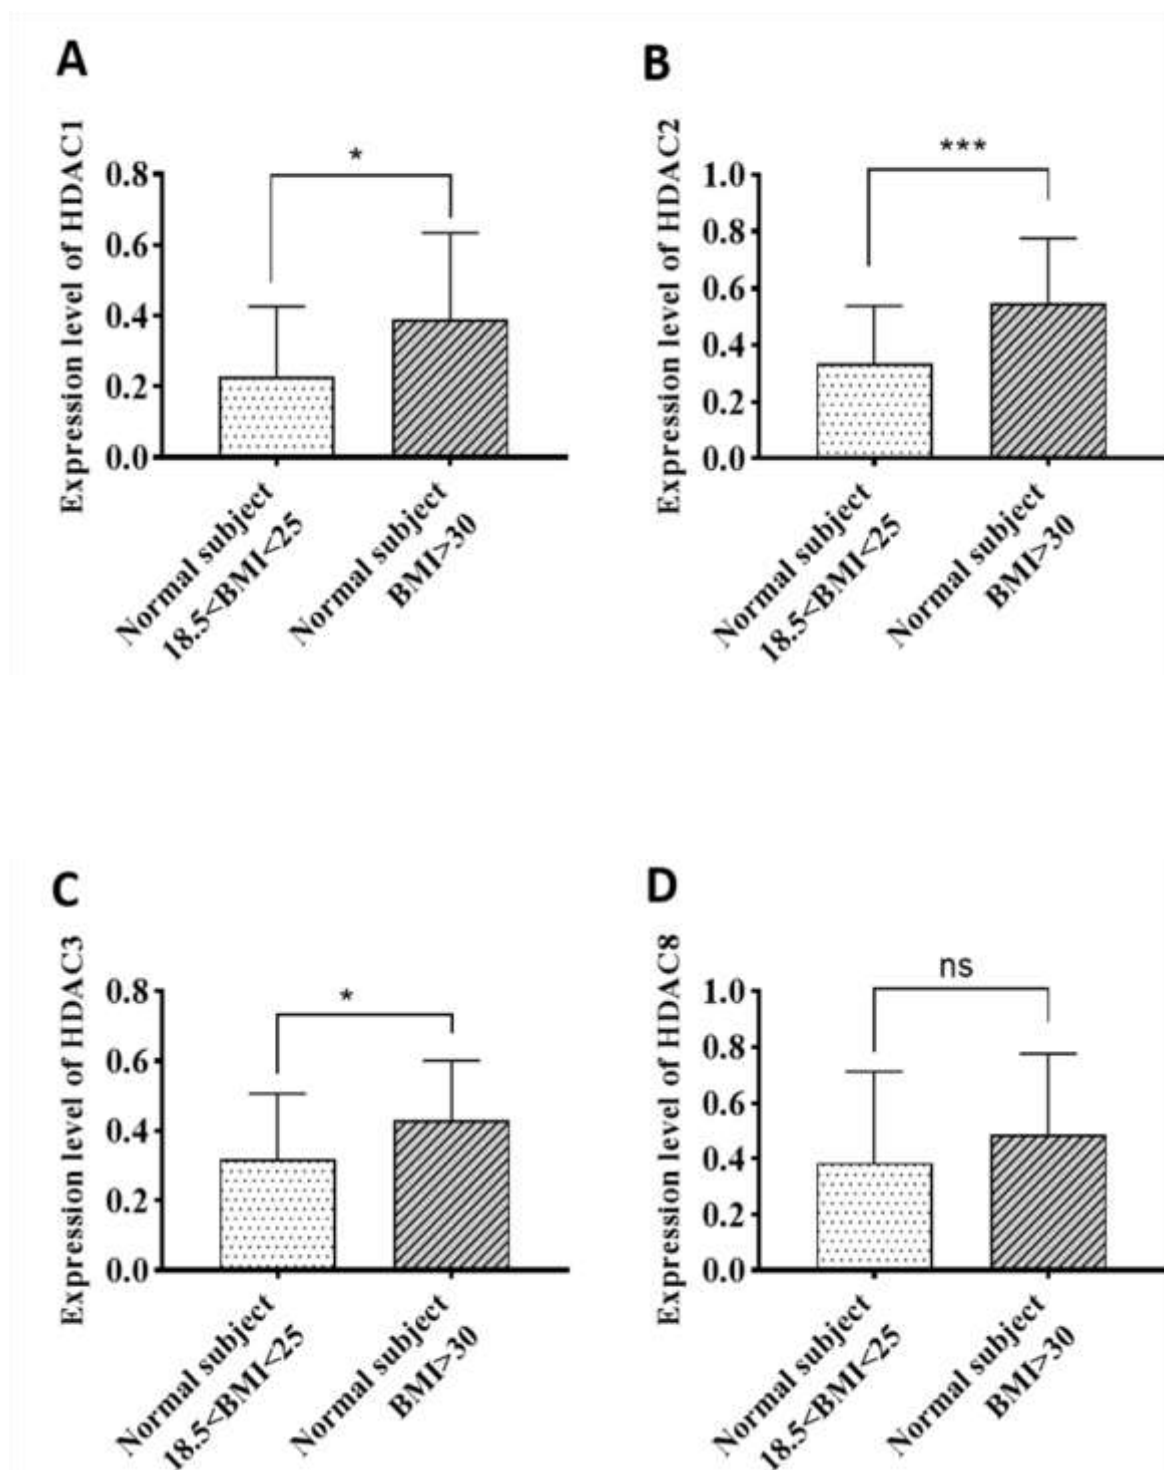 A
Expression level of HDAC1
*
0.8
0.6
0.4
0.2
0.0
Normal subject
18.5<BMI<25
Normal subject
BMI>30
B
Expression level of HDAC2
***
1.0
0.8
0.6
0.4
0.2
0.0
Normal subject
18.5<BMI<25
Normal subject
BMI>30
C
Expression level of HDAC3
*
0.8
0.6
0.4
0.2
0.0
Normal subject
18.5<BMI<25
Normal subject
BMI>30
D
Expression level of HDAC8
ns
1.0
0.8
0.6
0.4
0.2
0.0
Normal subject
18.5<BMI<25
Normal subject
BMI>30